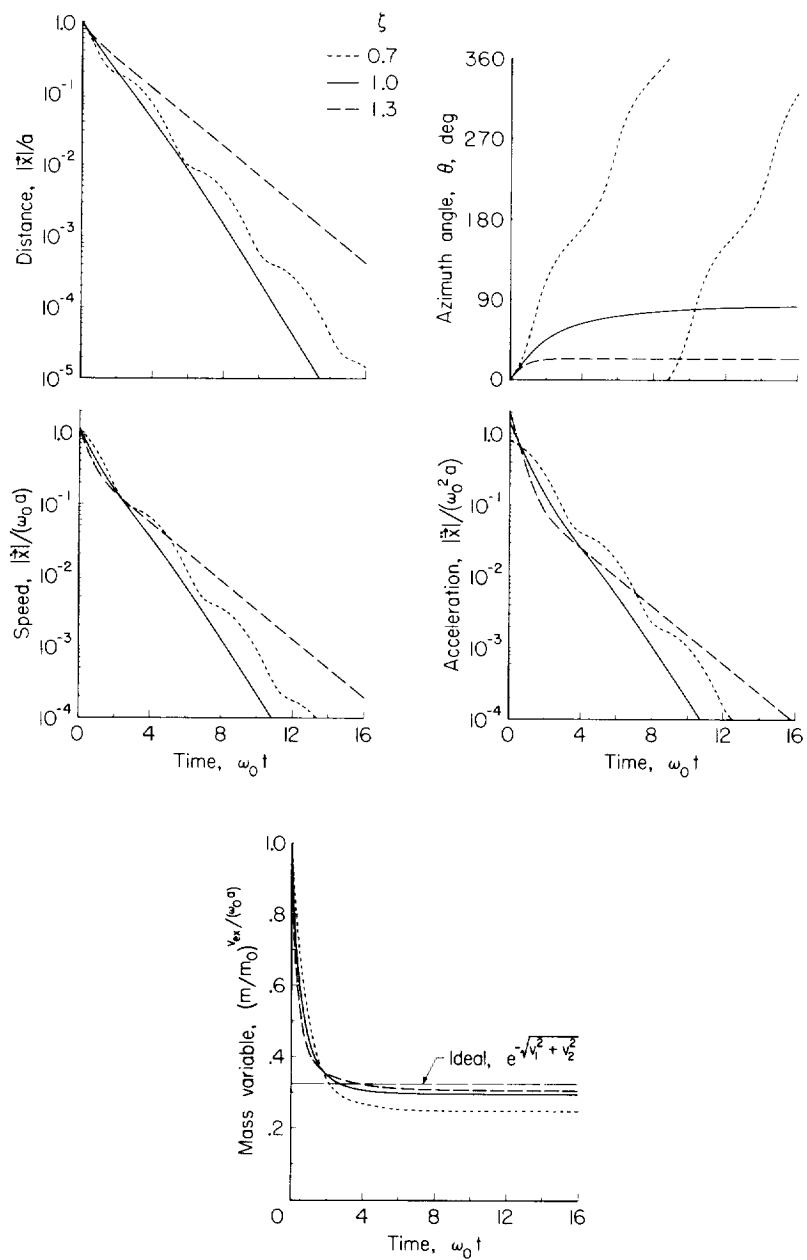 ζ
0.7
1.0
1.3
1.0
10⁻¹
10⁻²
10⁻³
10⁻⁴
10⁻⁵
Distance, |x⃗|/a
360
270
180
90
0
Azimuth angle, θ, deg
1.0
10⁻¹
10⁻²
10⁻³
10⁻⁴
Speed, |ẋ⃗|/(ω₀a)
0 4 8 12 16
Time, ω₀t
1.0
10⁻¹
10⁻²
10⁻³
10⁻⁴
Acceleration, |ẍ⃗|/(ω₀²a)
0 4 8 12 16
Time, ω₀t
1.0
.8
.6
.4
.2
Mass variable, (m/m₀)^{v_ex/(ω₀a)}
Ideal, e^{-√(v₁² + v₂²)}
0 4 8 12 16
Time, ω₀t